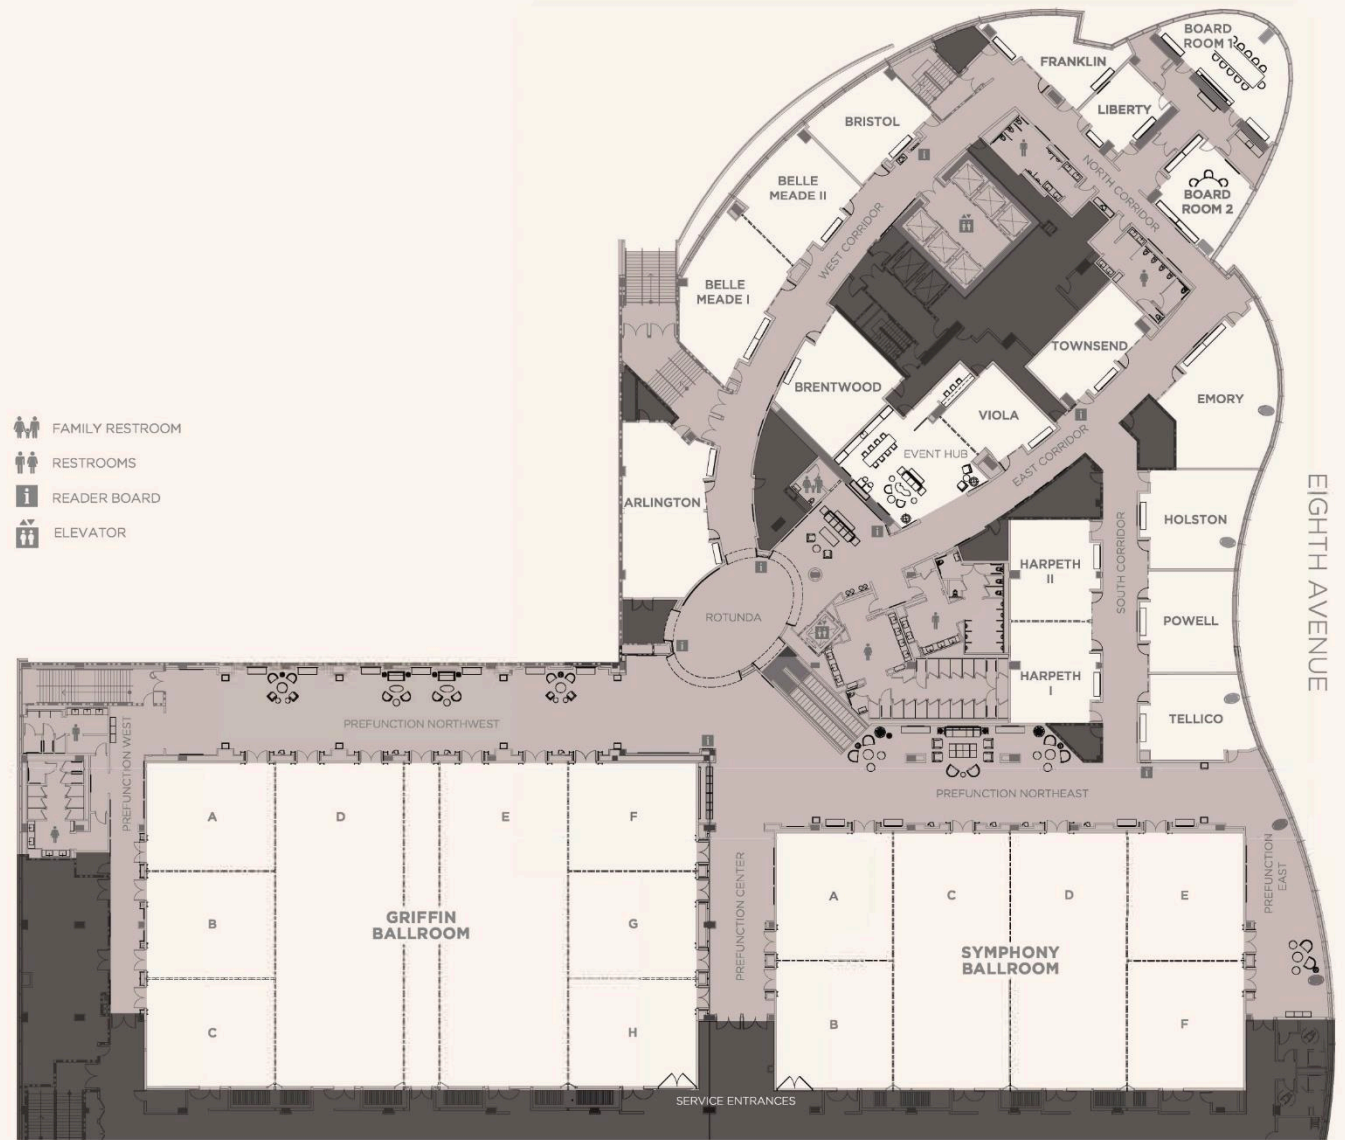 BOARD
ROOM 1
FRANKLIN
LIBERTY
BRISTOL
BELLE
MEADE II
NORTH CORRIDOR
BOARD
ROOM 2
WEST CORRIDOR
BELLE
MEADE I
TOWNSEND
BRENTWOOD
VIOLA
EMORY
EVENT HUB
EAST CORRIDOR
FAMILY RESTROOM
RESTROOMS
i READER BOARD
ELEVATOR
ARLINGTON
HOLSTON
EIGHTH AVENUE
HARPETH
II
SOUTH CORRIDOR
ROTUNDA
POWELL
HARPETH
I
TELLICO
PREFUNCTION NORTHWEST
PREFUNCTION WEST
PREFUNCTION NORTHEAST
A
D
E
F
B
GRIFFIN
BALLROOM
G
C
H
PREFUNCTION CENTER
A
C
D
E
PREFUNCTION
EAST
SYMPHONY
BALLROOM
B
F
SERVICE ENTRANCES